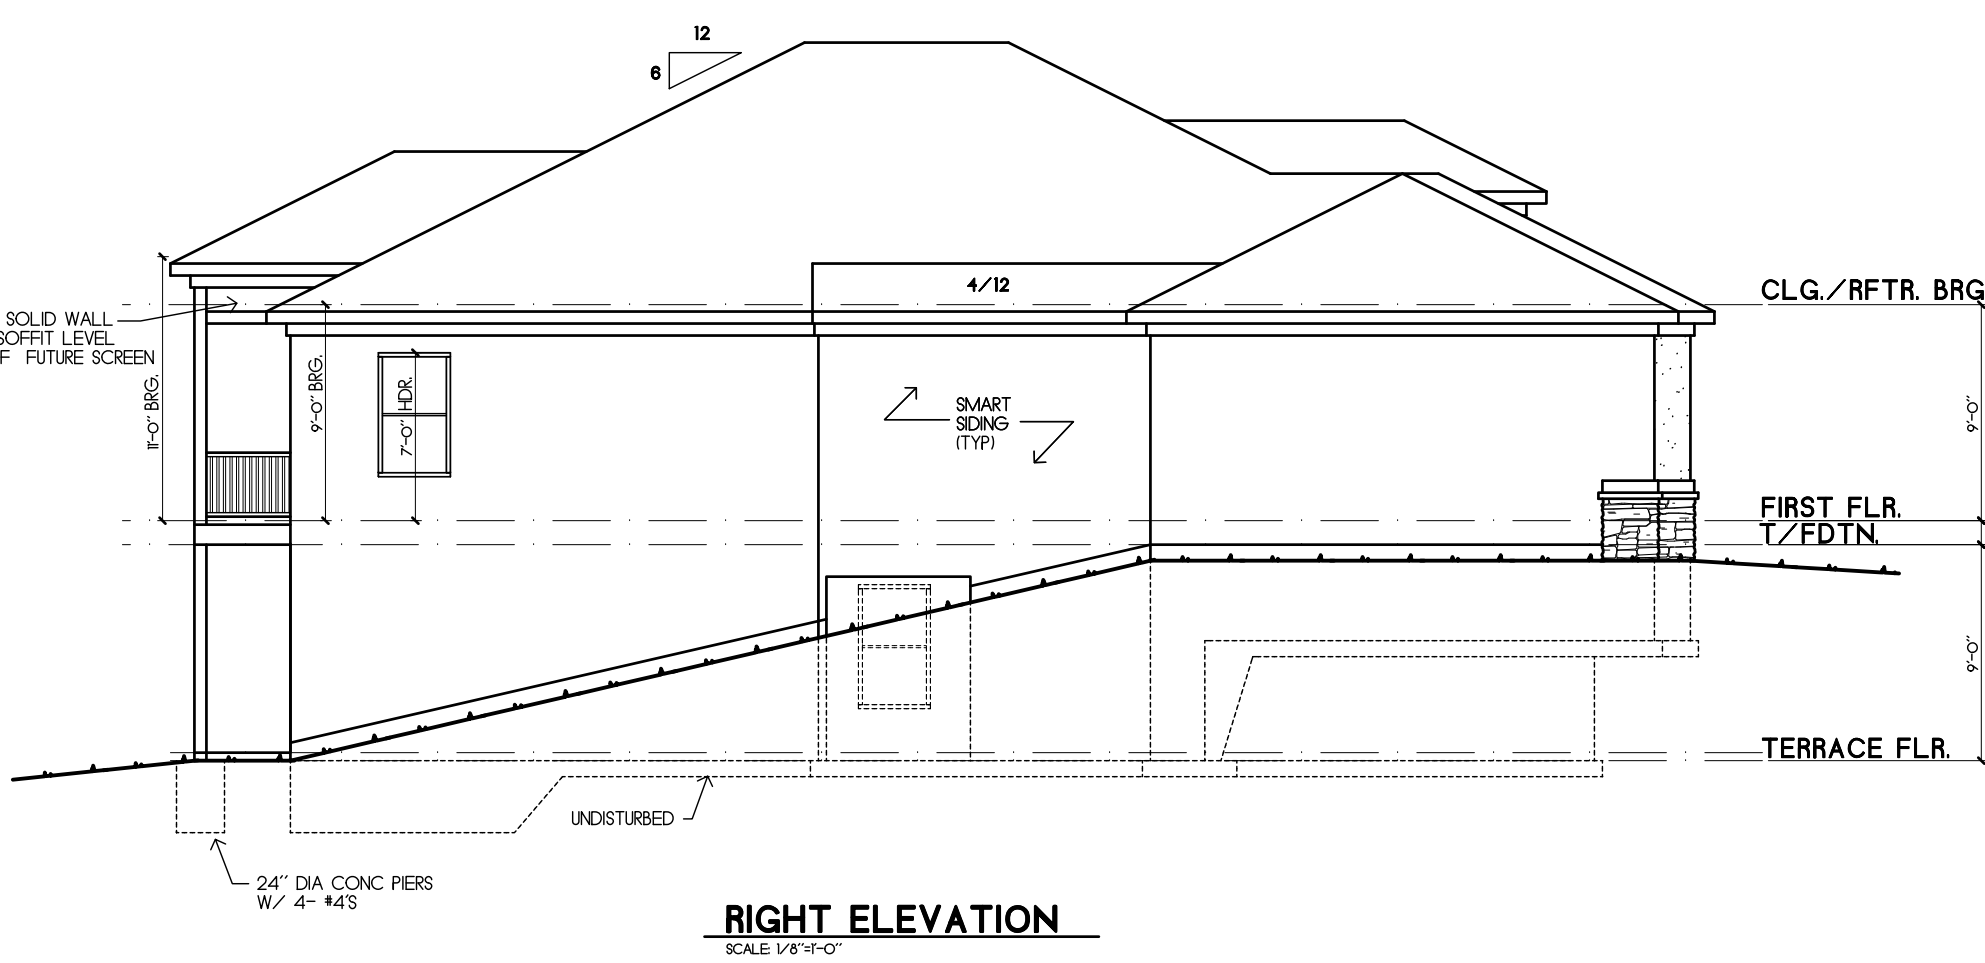 12
6
4/12
CLG./RFTR. BRG
SOLID WALL
SOFFIT LEVEL
F FUTURE SCREEN
11'-0" BRG.
9'-0" BRG.
7'-0" HDR.
SMART
SIDING
(TYP)
9'-0"
FIRST FLR.
T/FDTN.
9'-0"
TERRACE FLR.
UNDISTURBED
24" DIA CONC PIERS
W/ 4- #4'S
RIGHT ELEVATION
SCALE: 1/8"=1'-0"